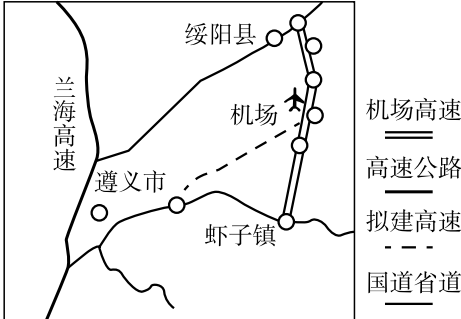 绥阳县
兰海高速
机场
遵义市
虾子镇
机场高速
高速公路
拟建高速
国道省道